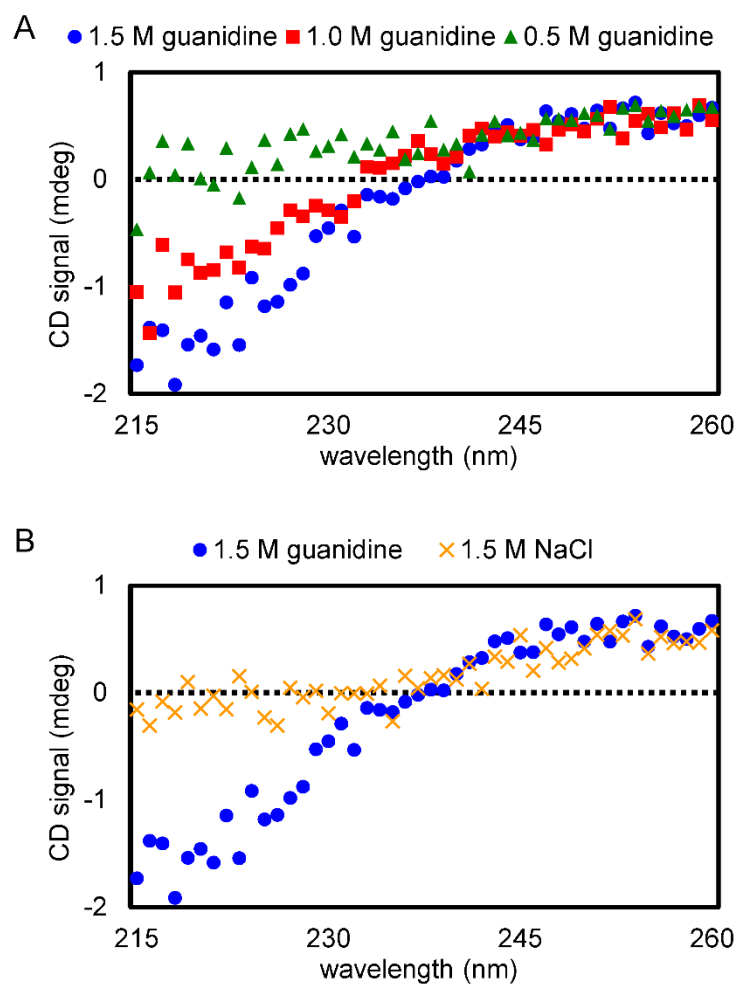 A
1.5 M guanidine 1.0 M guanidine 0.5 M guanidine
1
0
-1
-2
CD signal (mdeg)
215 230 245 260
wavelength (nm)
B
1.5 M guanidine 1.5 M NaCl
1
0
-1
-2
CD signal (mdeg)
215 230 245 260
wavelength (nm)